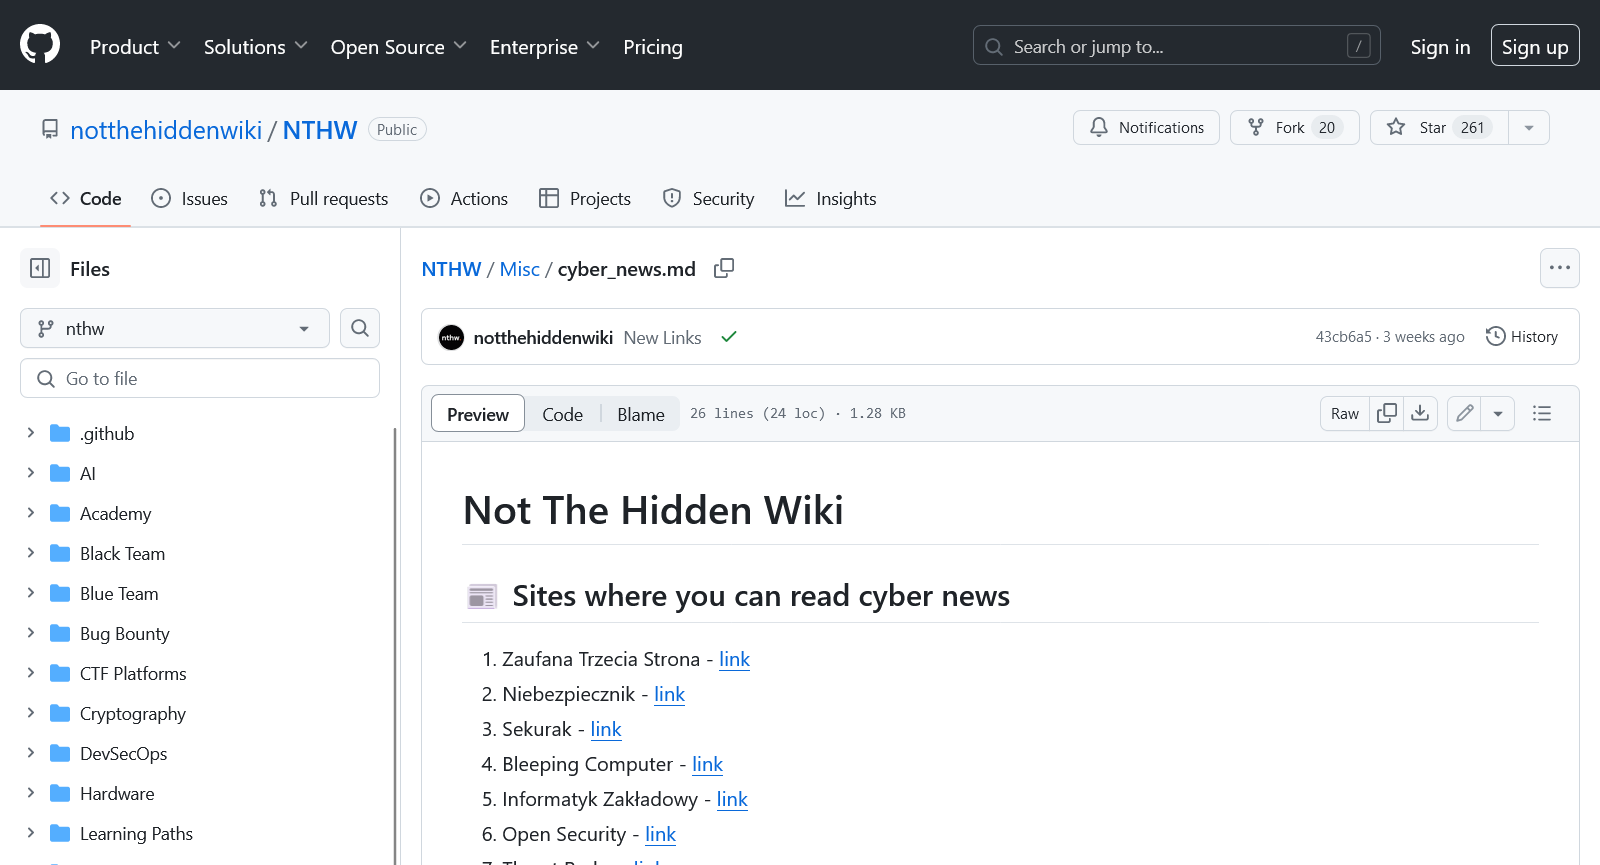 Product Solutions Open Source Enterprise Pricing Search or jump to... / Sign in Sign up
notthehiddenwiki / NTHW Public Notifications Fork 20 Star 261
Code Issues Pull requests Actions Projects Security Insights
Files
nthw
Go to file
.github
AI
Academy
Black Team
Blue Team
Bug Bounty
CTF Platforms
Cryptography
DevSecOps
Hardware
Learning Paths
NTHW / Misc / cyber_news.md
nthw notthehiddenwiki New Links 43cb6a5 · 3 weeks ago History
Preview Code Blame 26 lines (24 loc) · 1.28 KB Raw
Not The Hidden Wiki
Sites where you can read cyber news
1. Zaufana Trzecia Strona - link
2. Niebezpiecznik - link
3. Sekurak - link
4. Bleeping Computer - link
5. Informatyk Zakładowy - link
6. Open Security - link